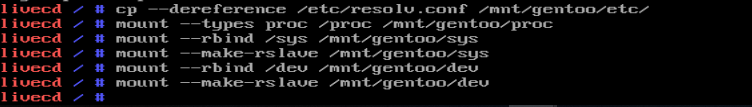 livecd / # cp --dereference /etc/resolv.conf /mnt/gentoo/etc/
livecd / # mount --types proc /proc /mnt/gentoo/proc
livecd / # mount --rbind /sys /mnt/gentoo/sys
livecd / # mount --make-rslave /mnt/gentoo/sys
livecd / # mount --rbind /dev /mnt/gentoo/dev
livecd / # mount --make-rslave /mnt/gentoo/dev
livecd / #